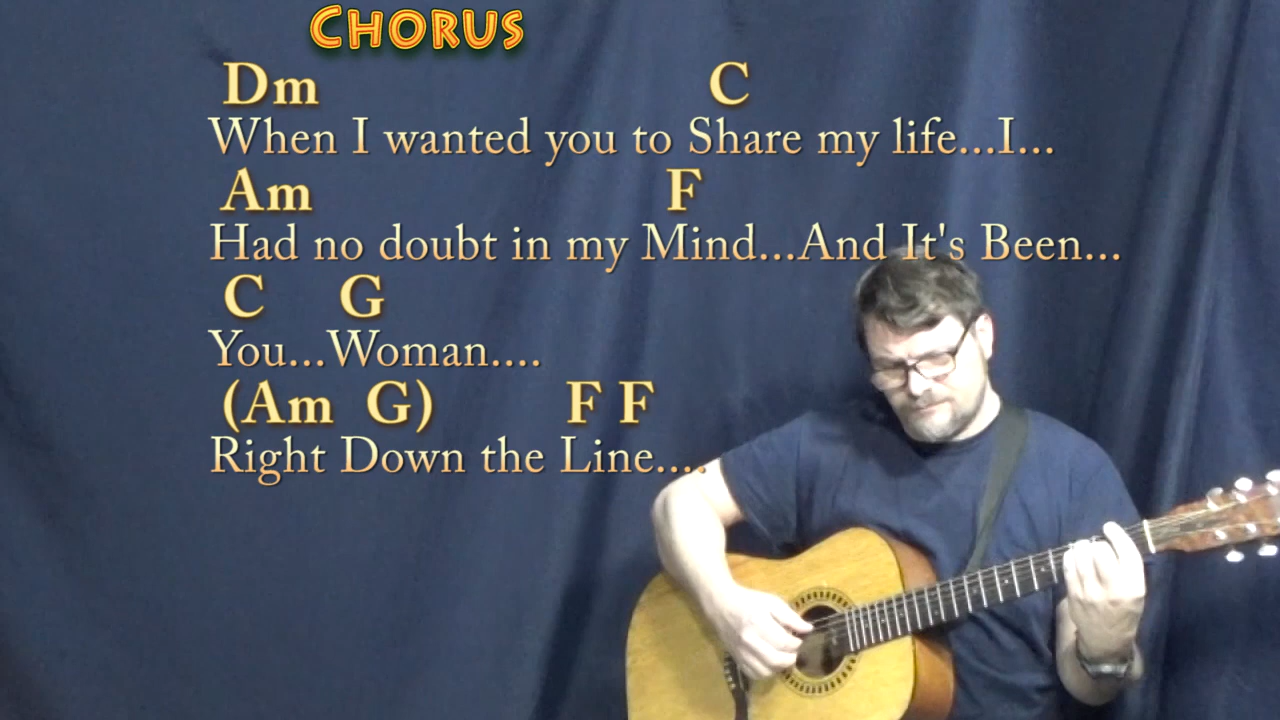 CHORUS
Dm C
When I wanted you to Share my life...I...
Am F
Had no doubt in my Mind...And It's Been...
C G
You...Woman....
(Am G) F F
Right Down the Line....